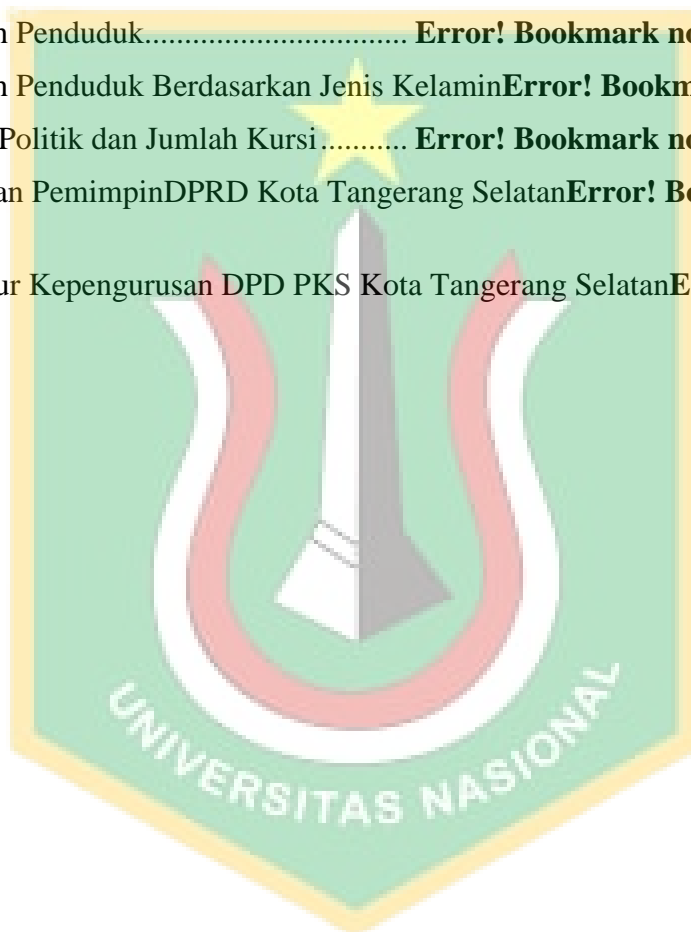 n Penduduk................................. Error! Bookmark no
n Penduduk Berdasarkan Jenis KelaminError! Bookm
Politik dan Jumlah Kursi........... Error! Bookmark no
an PemimpinDPRD Kota Tangerang SelatanError! Bo
ur Kepengurusan DPD PKS Kota Tangerang SelatanE
UNIVERSITAS NASIONAL